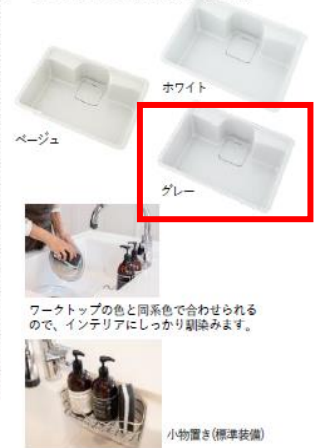 ホワイト
ベージュ
グレー
ワークトップの色と同系色で合わせられる
ので、インテリアにしっかり馴染みます。
小物置き(標準装備)